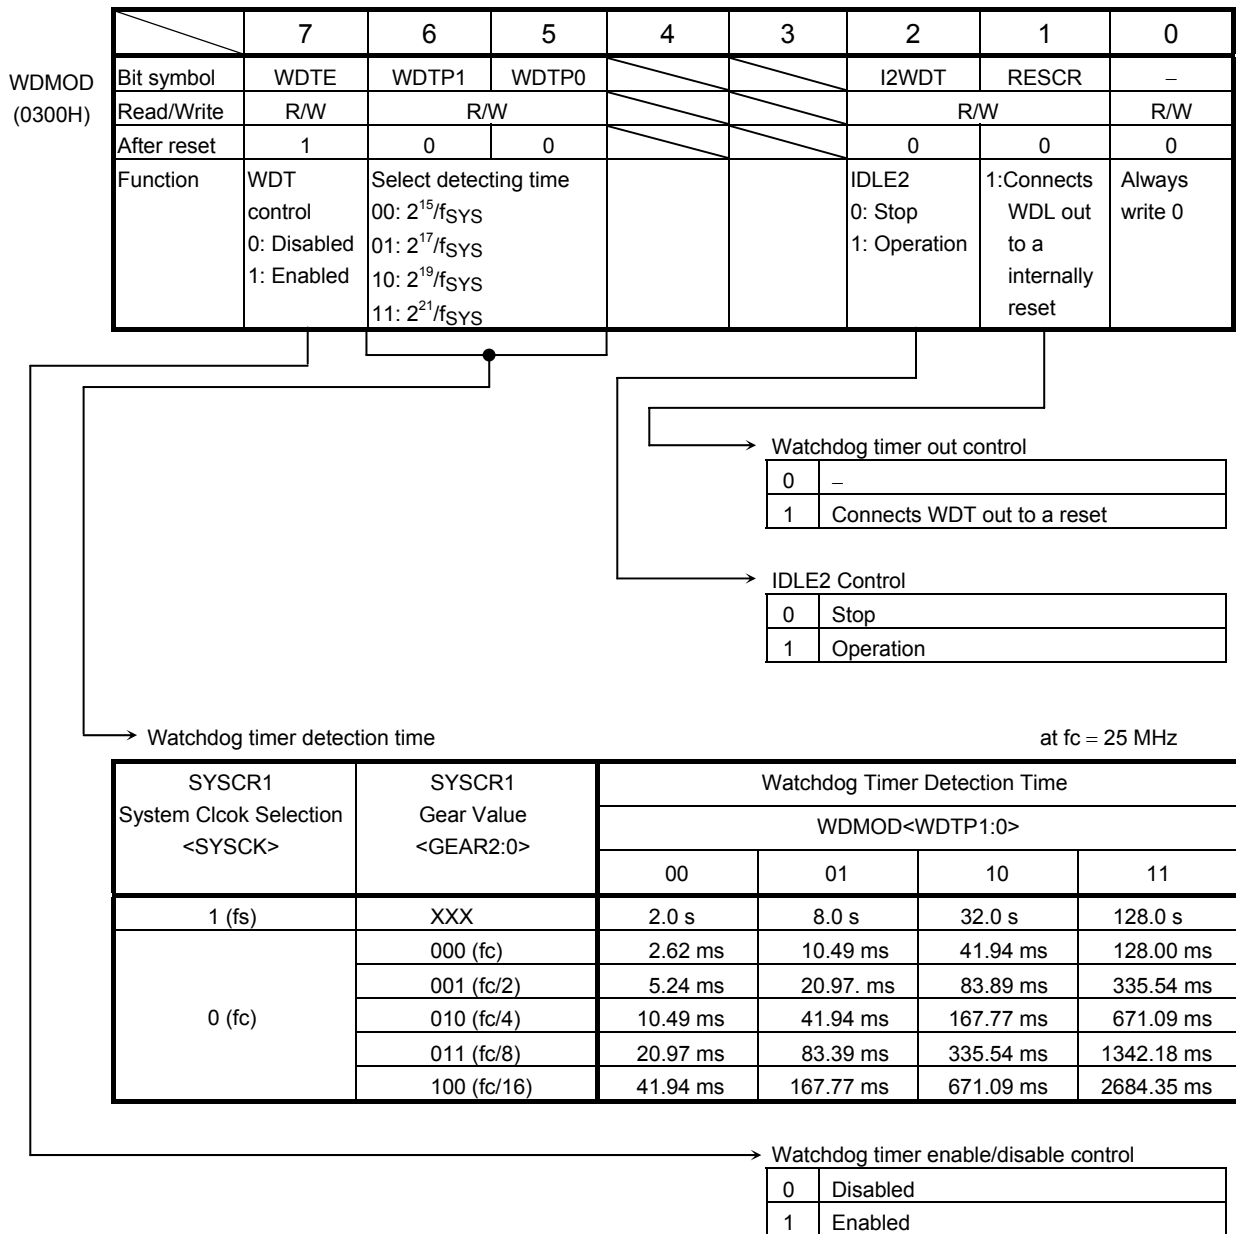 7 6 5 4 3 2 1 0
WDMOD (0300H)
Bit symbol WDTE WDTP1 WDTP0 I2WDT RESCR –
Read/Write R/W R/W R/W R/W
After reset 1 0 0 0 0 0
Function
WDT
control
0: Disabled
1: Enabled
Select detecting time
00: 2^15/fSYS
01: 2^17/fSYS
10: 2^19/fSYS
11: 2^21/fSYS
IDLE2
0: Stop
1: Operation
1:Connects
WDL out
to a
internally
reset
Always
write 0
Watchdog timer out control
0 –
1 Connects WDT out to a reset
IDLE2 Control
0 Stop
1 Operation
Watchdog timer detection time at fc = 25 MHz
SYSCR1
System Clcok Selection
<SYSCK>
SYSCR1
Gear Value
<GEAR2:0>
Watchdog Timer Detection Time
WDMOD<WDTP1:0>
00 01 10 11
1 (fs) XXX 2.0 s 8.0 s 32.0 s 128.0 s
0 (fc)
000 (fc) 2.62 ms 10.49 ms 41.94 ms 128.00 ms
001 (fc/2) 5.24 ms 20.97. ms 83.89 ms 335.54 ms
010 (fc/4) 10.49 ms 41.94 ms 167.77 ms 671.09 ms
011 (fc/8) 20.97 ms 83.39 ms 335.54 ms 1342.18 ms
100 (fc/16) 41.94 ms 167.77 ms 671.09 ms 2684.35 ms
Watchdog timer enable/disable control
0 Disabled
1 Enabled